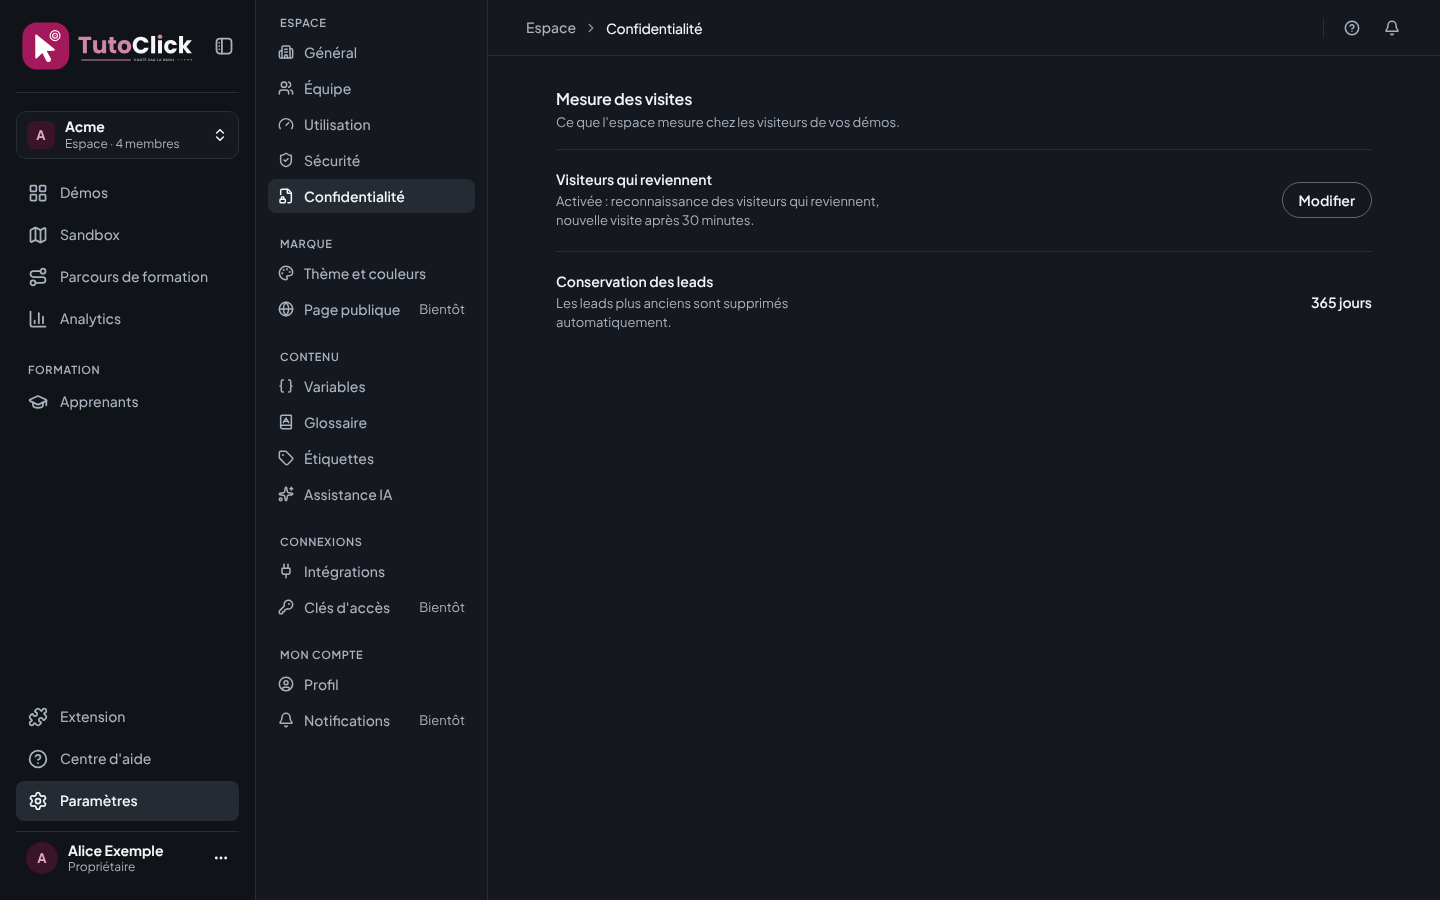 TutoClick
Acme
Espace · 4 membres
A
Démos
Sandbox
Parcours de formation
Analytics
FORMATION
Apprenants
Extension
Centre d'aide
Paramètres
A
Alice Exemple
Propriétaire
ESPACE
Général
Équipe
Utilisation
Sécurité
Confidentialité
MARQUE
Thème et couleurs
Page publique Bientôt
CONTENU
Variables
Glossaire
Étiquettes
Assistance IA
CONNEXIONS
Intégrations
Clés d'accès Bientôt
MON COMPTE
Profil
Notifications Bientôt
Espace > Confidentialité
Mesure des visites
Ce que l'espace mesure chez les visiteurs de vos démos.
Visiteurs qui reviennent
Activée : reconnaissance des visiteurs qui reviennent,
nouvelle visite après 30 minutes.
Modifier
Conservation des leads
Les leads plus anciens sont supprimés
automatiquement.
365 jours